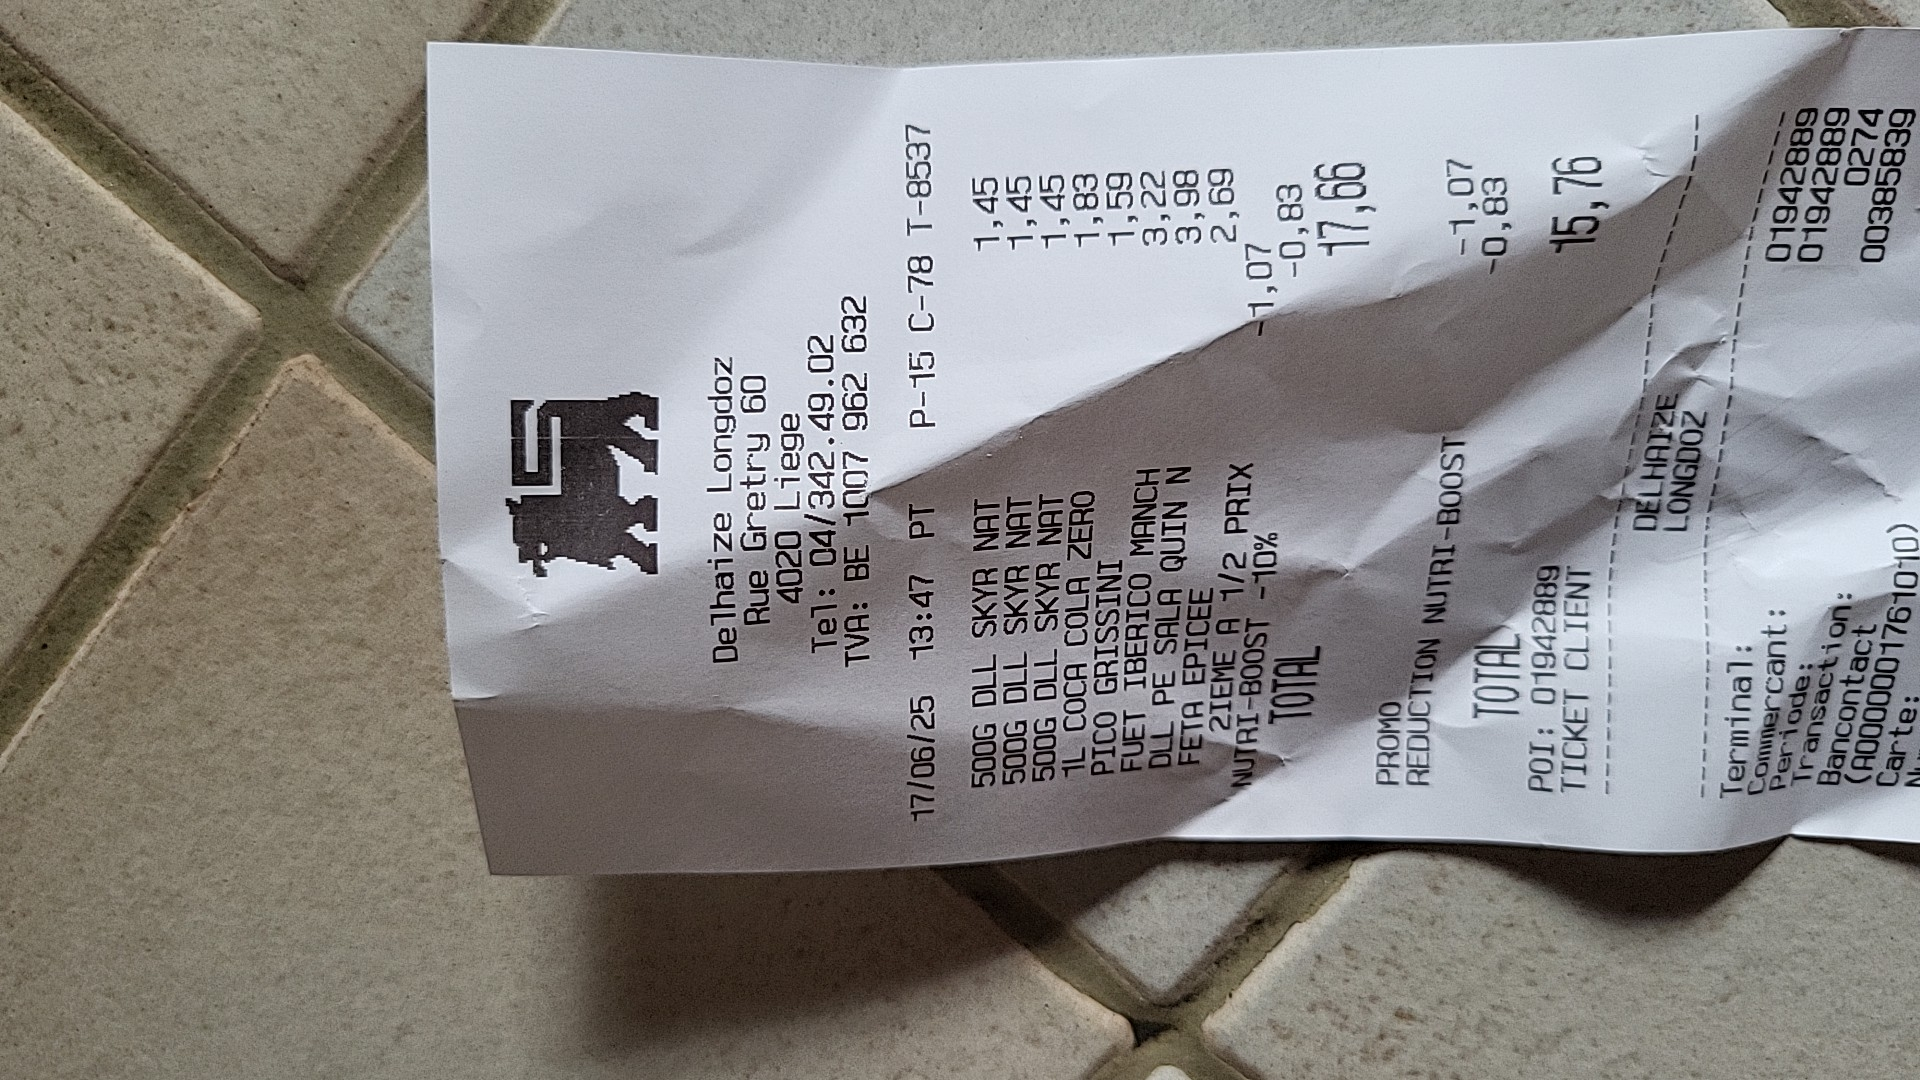 Delhaize Longdoz
Rue Gretry 60
4020 Liege
Tel: 04/342.49.02
TVA: BE 1007 962 632
17/06/25 13:47 PT P-15 C-78 T-8537
500G DLL SKYR NAT 1,45
500G DLL SKYR NAT 1,45
500G DLL SKYR NAT 1,45
1L COCA COLA ZERO 1,83
PICO GRISSINI 1,59
FUET IBERICO MANCH 3,22
DLL PE SALA QUIN N 3,98
FETA EPICEE 2,69
2IEME A 1/2 PRIX -1,07
NUTRI-BOOST -10% -0,83
TOTAL 17,66
PROMO -1,07
REDUCTION NUTRI-BOOST -0,83
TOTAL 15,76
POI: 01942889
TICKET CLIENT
DELHAIZE
LONGDOZ
Terminal: 01942889
Commercant: 01942889
Periode: 0274
Transaction: 00385839
Bancontact
(A0000001761010)
Carte: